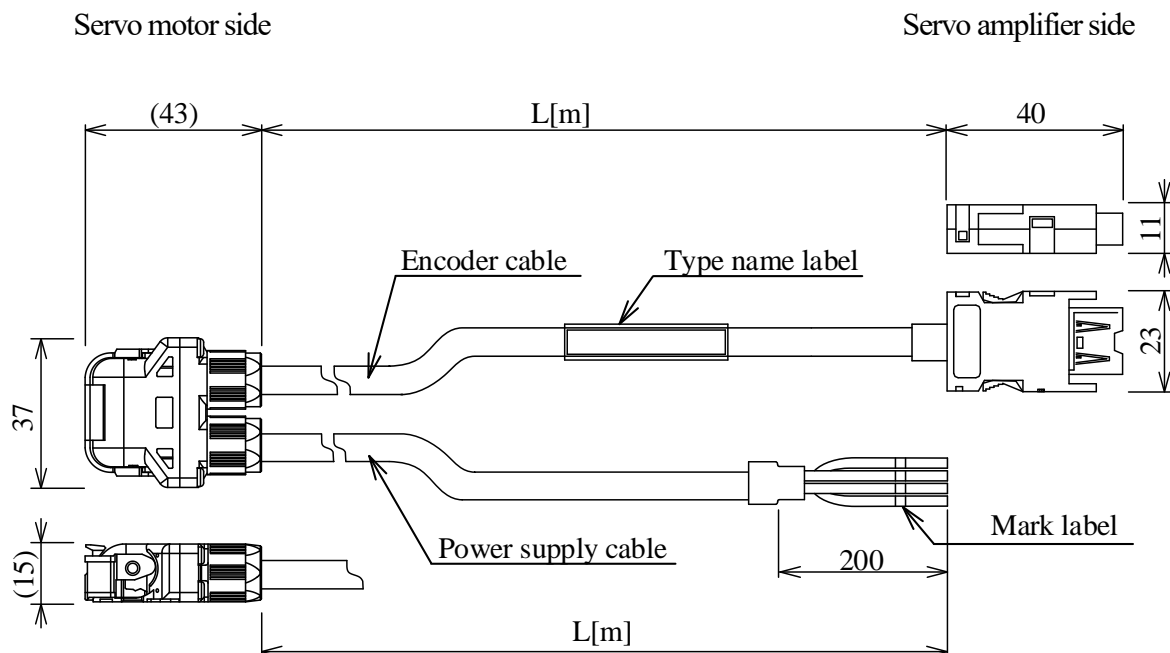 Servo motor side
Servo amplifier side
(43)
L[m]
40
11
Encoder cable
Type name label
23
37
Mark label
Power supply cable
200
(15)
L[m]